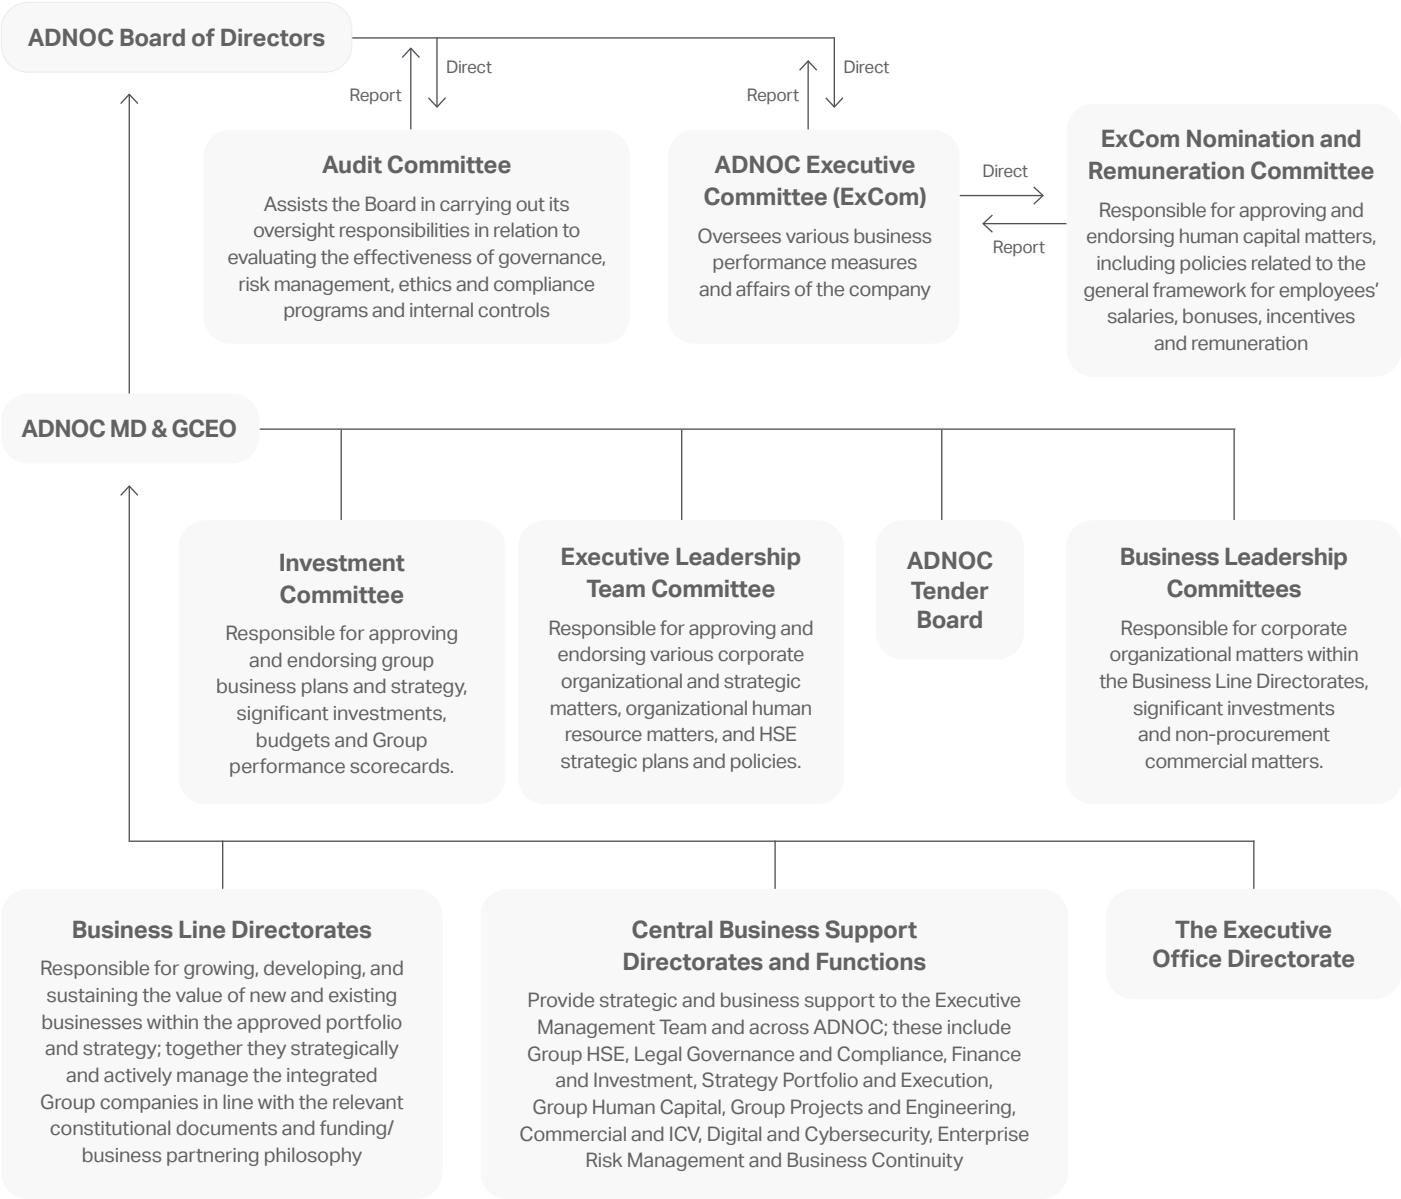 ADNOC Board of Directors
Report
Direct
Report
Direct
Audit Committee
Assists the Board in carrying out its
oversight responsibilities in relation to
evaluating the effectiveness of governance,
risk management, ethics and compliance
programs and internal controls
ADNOC Executive
Committee (ExCom)
Oversees various business
performance measures
and affairs of the company
Direct
Report
ExCom Nomination and
Remuneration Committee
Responsible for approving and
endorsing human capital matters,
including policies related to the
general framework for employees’
salaries, bonuses, incentives
and remuneration
ADNOC MD & GCEO
Investment
Committee
Responsible for approving
and endorsing group
business plans and strategy,
significant investments,
budgets and Group
performance scorecards.
Executive Leadership
Team Committee
Responsible for approving and
endorsing various corporate
organizational and strategic
matters, organizational human
resource matters, and HSE
strategic plans and policies.
ADNOC
Tender
Board
Business Leadership
Committees
Responsible for corporate
organizational matters within
the Business Line Directorates,
significant investments
and non-procurement
commercial matters.
Business Line Directorates
Responsible for growing, developing, and
sustaining the value of new and existing
businesses within the approved portfolio
and strategy; together they strategically
and actively manage the integrated
Group companies in line with the relevant
constitutional documents and funding/
business partnering philosophy
Central Business Support
Directorates and Functions
Provide strategic and business support to the Executive
Management Team and across ADNOC; these include
Group HSE, Legal Governance and Compliance, Finance
and Investment, Strategy Portfolio and Execution,
Group Human Capital, Group Projects and Engineering,
Commercial and ICV, Digital and Cybersecurity, Enterprise
Risk Management and Business Continuity
The Executive
Office Directorate